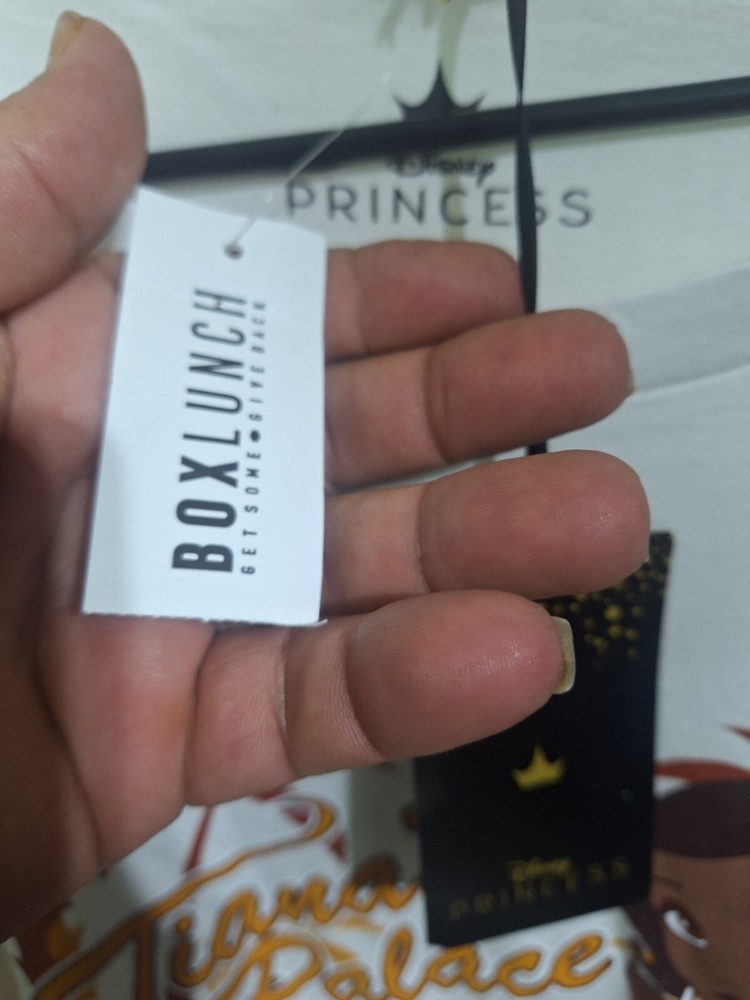 Disney
PRINCESS
BOXLUNCH
GET SOME•GIVE BACK
Disney
PRINCESS
Tiana
Palace